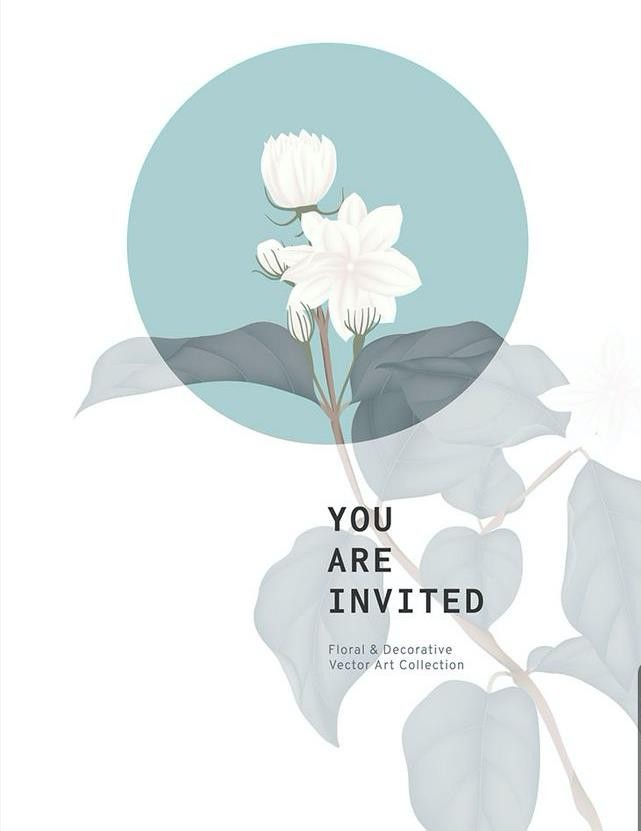 YOU
ARE
INVITED
Floral & Decorative
Vector Art Collection